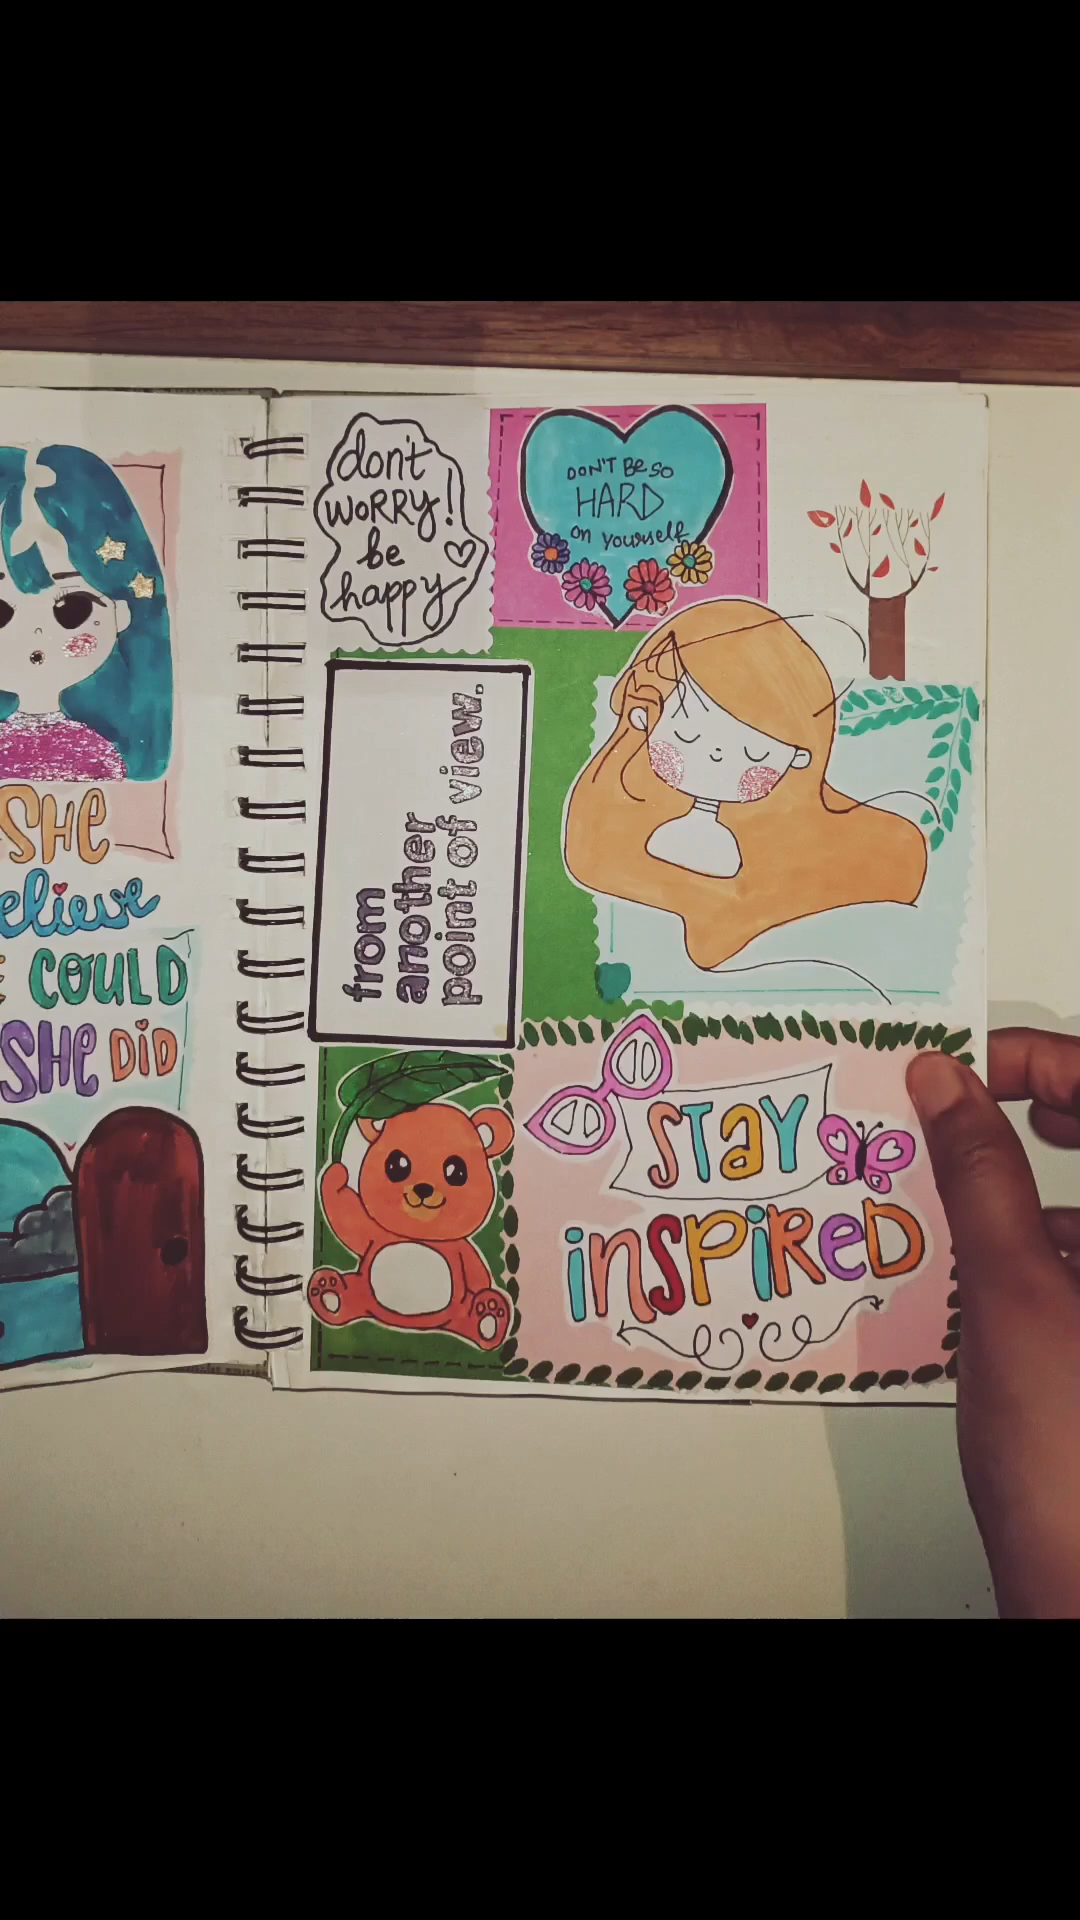 SHE
believe
COULD
SHE DID
don't
WORRY!
be
happy
DON'T BE SO
HARD
on yourself
from
another
point of view.
STAY
inspiRED